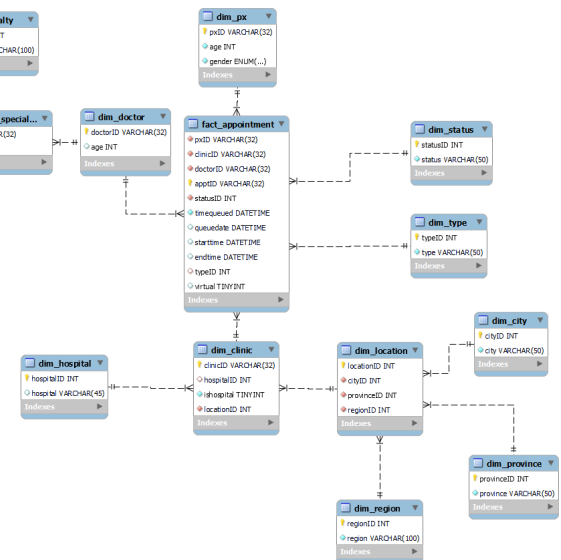 alty
T
CHAR(100)
dim_px
pxID VARCHAR(32)
age INT
gender ENUM(...)
Indexes
_special...
R(32)
dim_doctor
doctorID VARCHAR(32)
age INT
Indexes
fact_appointment
pxID VARCHAR(32)
clinicID VARCHAR(32)
doctorID VARCHAR(32)
apptID VARCHAR(32)
statusID INT
timequeued DATETIME
queuedate DATETIME
starttime DATETIME
endtime DATETIME
typeID INT
virtual TINYINT
Indexes
dim_status
statusID INT
status VARCHAR(50)
Indexes
dim_type
typeID INT
type VARCHAR(50)
Indexes
dim_hospital
hospitalID INT
hospital VARCHAR(45)
Indexes
dim_clinic
clinicID VARCHAR(32)
hospitalID INT
ishospital TINYINT
locationID INT
Indexes
dim_location
locationID INT
cityID INT
provinceID INT
regionID INT
Indexes
dim_city
cityID INT
city VARCHAR(50)
Indexes
dim_province
provinceID INT
province VARCHAR(50)
Indexes
dim_region
regionID INT
region VARCHAR(100)
Indexes